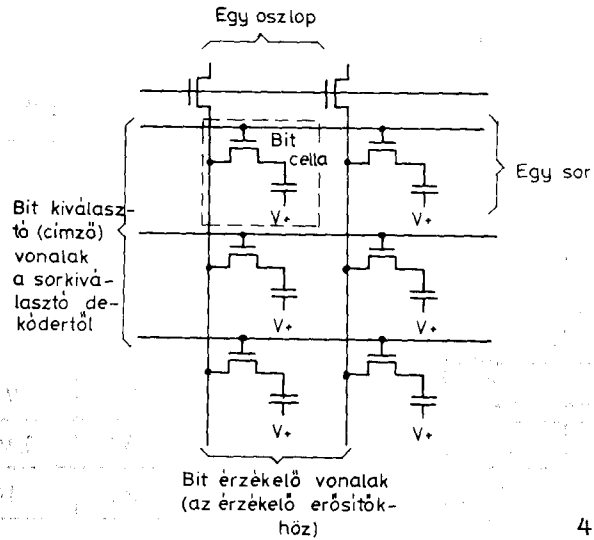 Egy oszlop
Bit
cella
V+
Egy sor
Bit kiválasz-
tó (címző)
vonalak
a sorkivá-
lasztó de-
kódertől
V+
V+
V+
V+
V+
Bit érzékelő vonalak
(az érzékelő erősítők-
höz)
4